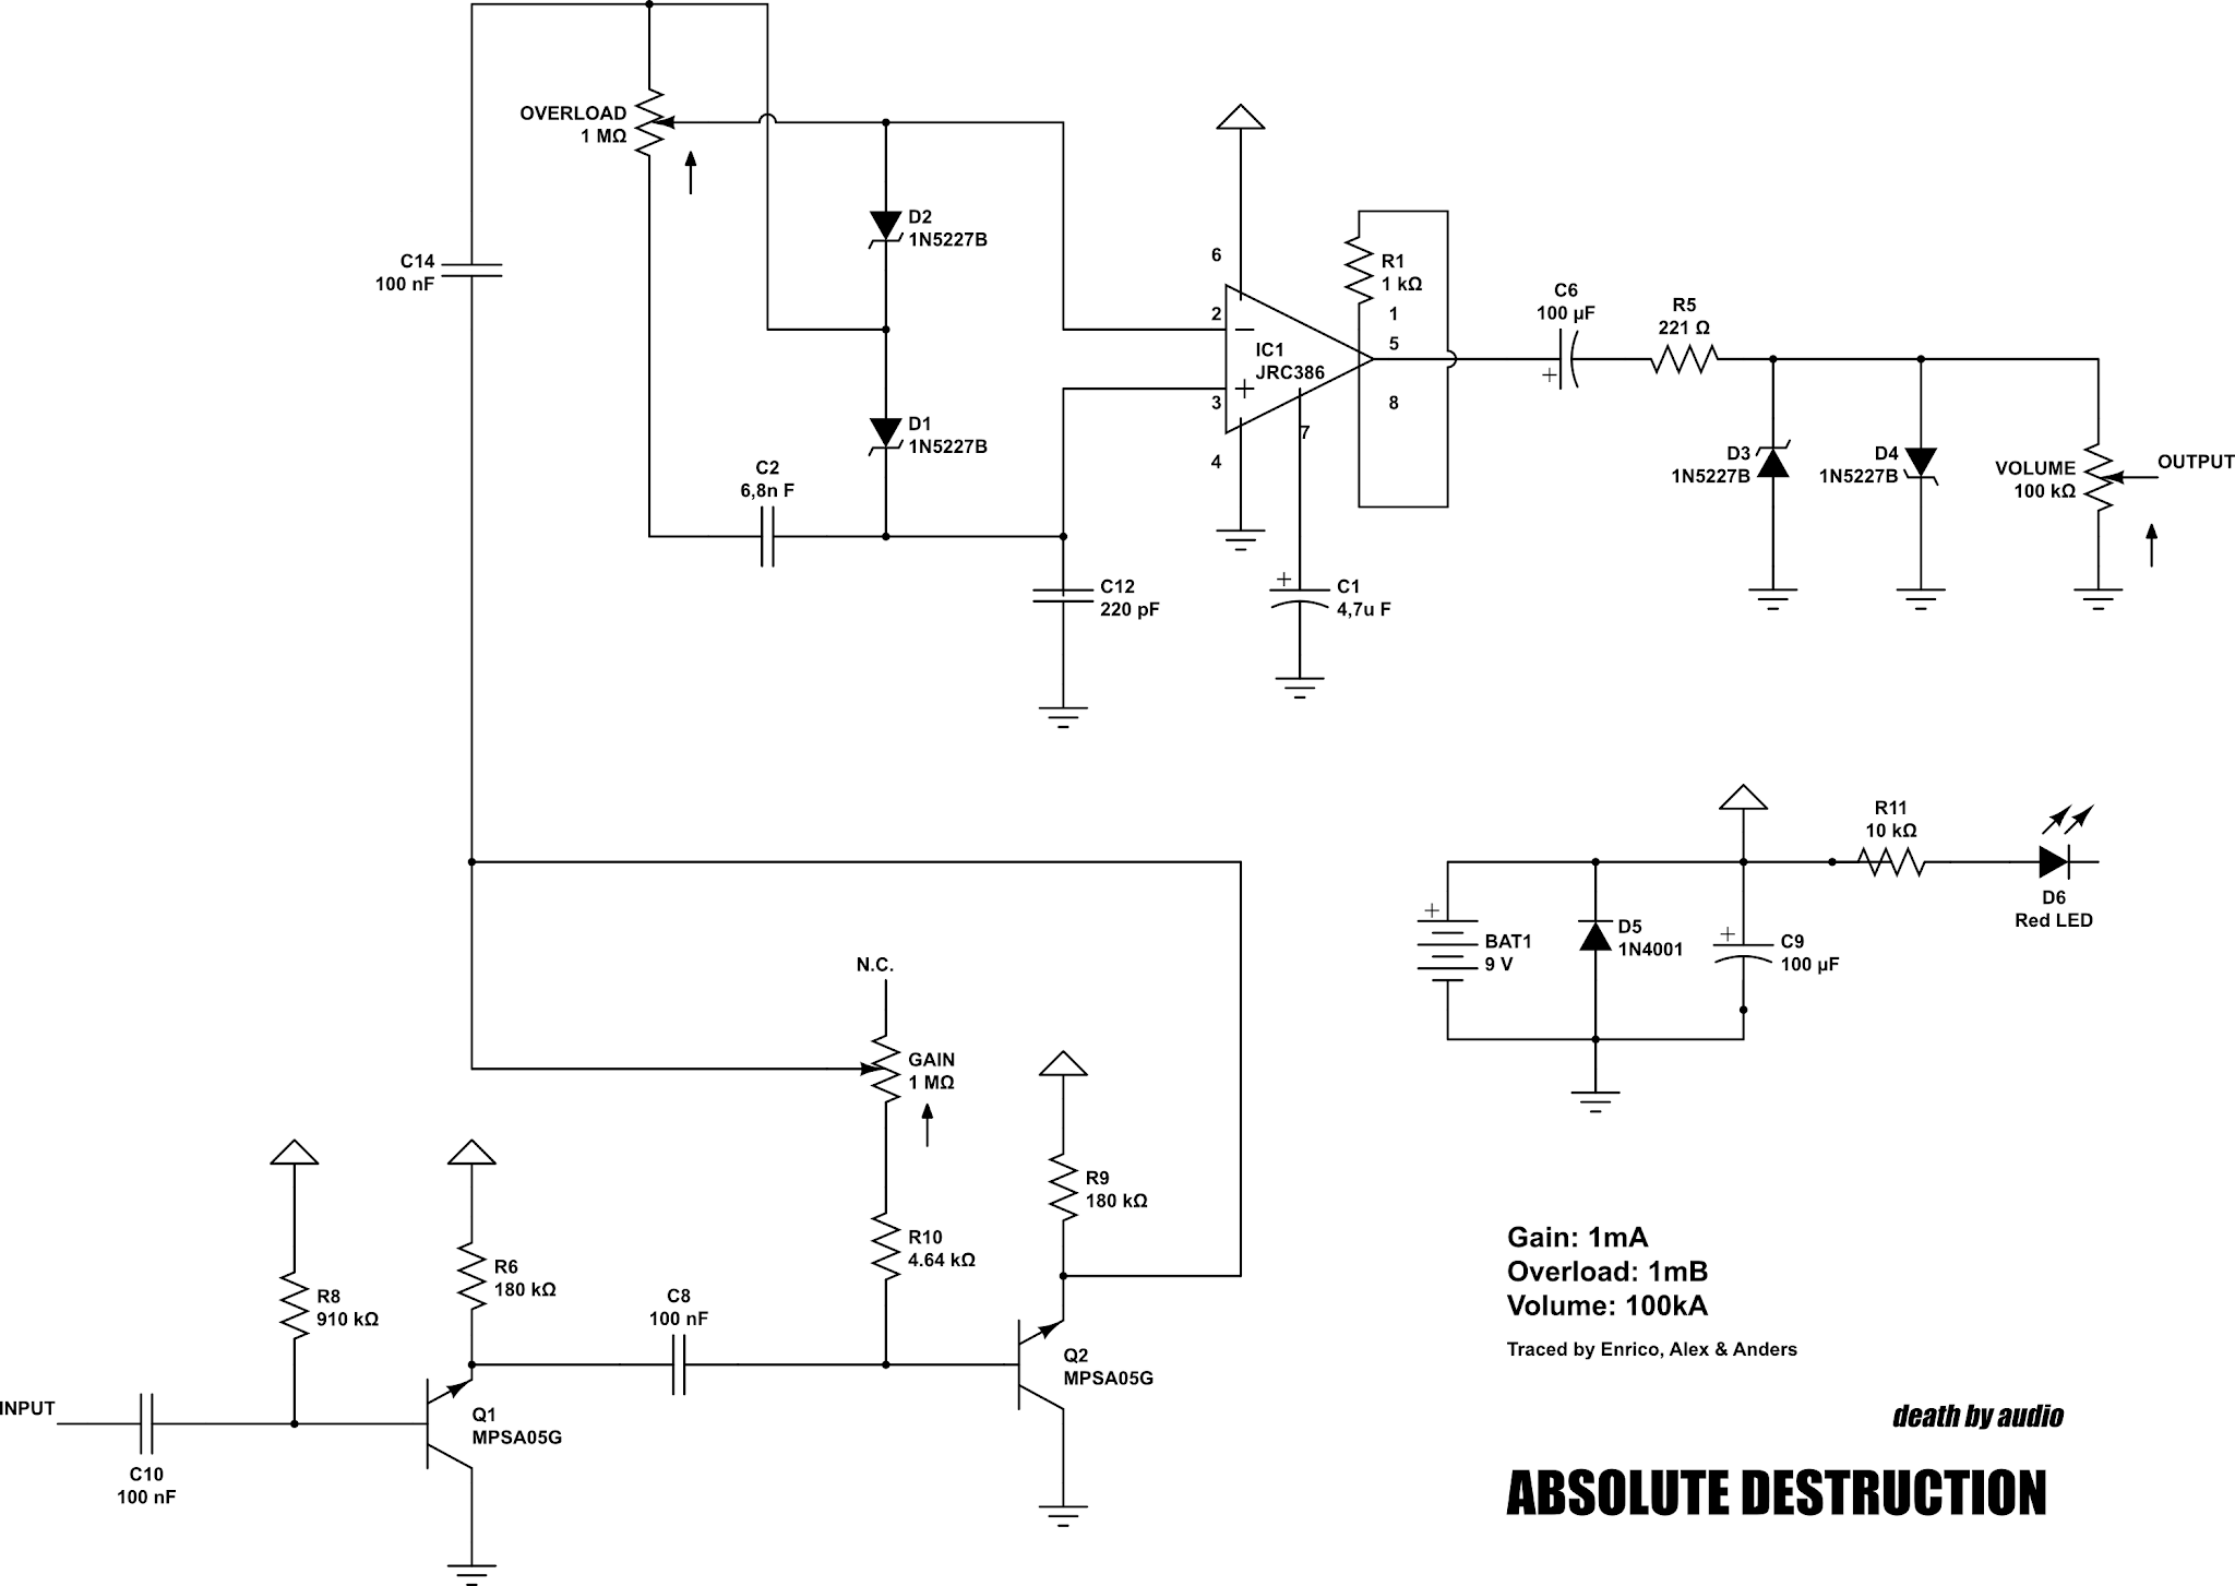 OVERLOAD
1 MΩ
C14
100 nF
D2
1N5227B
D1
1N5227B
C2
6,8n F
C12
220 pF
6
2
3
4
IC1
JRC386
7
R1
1 kΩ
1
5
8
C1
4,7u F
C6
100 µF
R5
221 Ω
D3
1N5227B
D4
1N5227B
VOLUME
100 kΩ
OUTPUT
R11
10 kΩ
D6
Red LED
BAT1
9 V
D5
1N4001
C9
100 µF
N.C.
GAIN
1 MΩ
R9
180 kΩ
R10
4.64 kΩ
R6
180 kΩ
R8
910 kΩ
C8
100 nF
Q2
MPSA05G
INPUT
Q1
MPSA05G
C10
100 nF
Gain: 1mA
Overload: 1mB
Volume: 100kA
Traced by Enrico, Alex & Anders
death by audio
ABSOLUTE DESTRUCTION